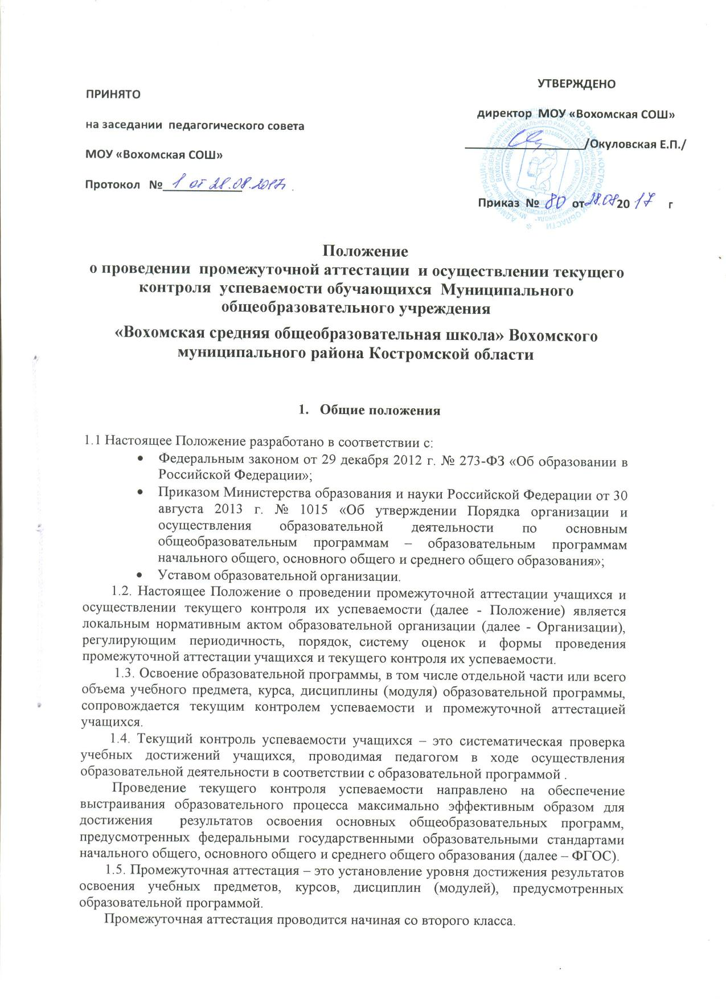 ПРИНЯТО
на заседании педагогического совета
МОУ «Вохомская СОШ»
Протокол №1 от 28.08.2017г.
УТВЕРЖДЕНО
директор МОУ «Вохомская СОШ»
/Окуловская Е.П./
Приказ № 80 от 28.08 2017 г
Положение
о проведении промежуточной аттестации и осуществлении текущего
контроля успеваемости обучающихся Муниципального
общеобразовательного учреждения
«Вохомская средняя общеобразовательная школа» Вохомского
муниципального района Костромской области
1. Общие положения
1.1 Настоящее Положение разработано в соответствии с:
• Федеральным законом от 29 декабря 2012 г. № 273-ФЗ «Об образовании в
Российской Федерации»;
• Приказом Министерства образования и науки Российской Федерации от 30
августа 2013 г. № 1015 «Об утверждении Порядка организации и
осуществления образовательной деятельности по основным
общеобразовательным программам – образовательным программам
начального общего, основного общего и среднего общего образования»;
• Уставом образовательной организации.
1.2. Настоящее Положение о проведении промежуточной аттестации учащихся и
осуществлении текущего контроля их успеваемости (далее - Положение) является
локальным нормативным актом образовательной организации (далее - Организации),
регулирующим периодичность, порядок, систему оценок и формы проведения
промежуточной аттестации учащихся и текущего контроля их успеваемости.
1.3. Освоение образовательной программы, в том числе отдельной части или всего
объема учебного предмета, курса, дисциплины (модуля) образовательной программы,
сопровождается текущим контролем успеваемости и промежуточной аттестацией
учащихся.
1.4. Текущий контроль успеваемости учащихся – это систематическая проверка
учебных достижений учащихся, проводимая педагогом в ходе осуществления
образовательной деятельности в соответствии с образовательной программой .
Проведение текущего контроля успеваемости направлено на обеспечение
выстраивания образовательного процесса максимально эффективным образом для
достижения результатов освоения основных общеобразовательных программ,
предусмотренных федеральными государственными образовательными стандартами
начального общего, основного общего и среднего общего образования (далее – ФГОС).
1.5. Промежуточная аттестация – это установление уровня достижения результатов
освоения учебных предметов, курсов, дисциплин (модулей), предусмотренных
образовательной программой.
Промежуточная аттестация проводится начиная со второго класса.